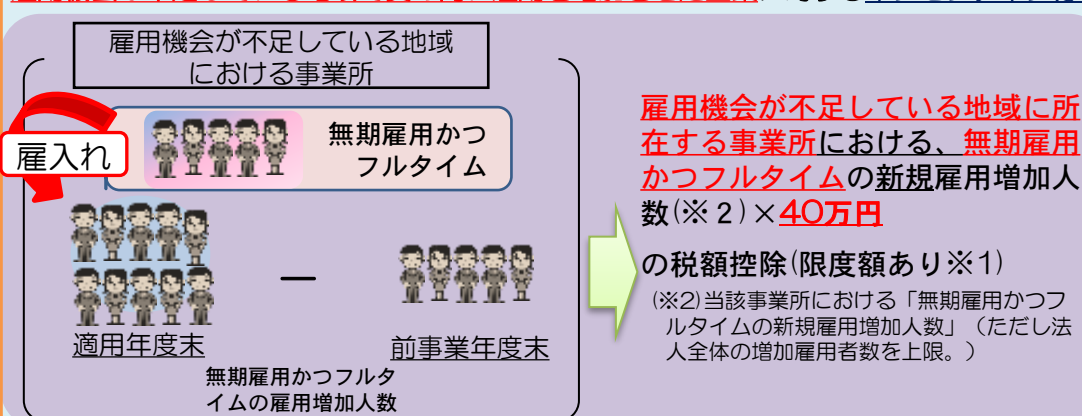 雇用機会が不足している地域
における事業所
雇入れ
無期雇用かつ
フルタイム
ー
適用年度末
前事業年度末
無期雇用かつフルタ
イムの雇用増加人数
雇用機会が不足している地域に所
在する事業所における、無期雇用
かつフルタイムの新規雇用増加人
数(※２)×40万円
の税額控除(限度額あり※1)
(※2)当該事業所における「無期雇用かつフ
ルタイムの新規雇用増加人数」（ただし法
人全体の増加雇用者数を上限。）